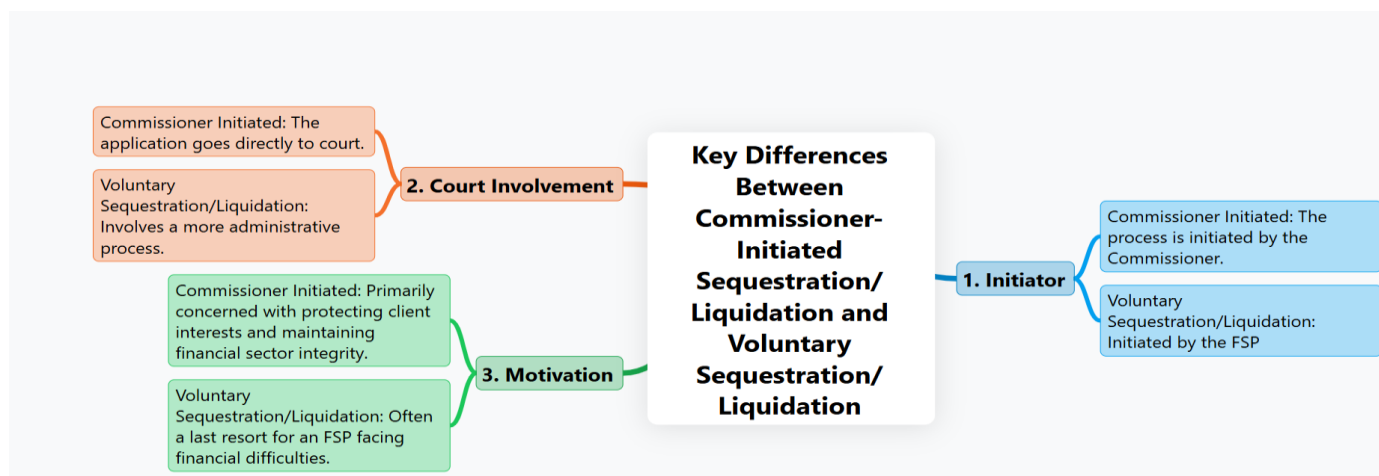 Key Differences
Between
Commissioner-
Initiated
Sequestration/
Liquidation and
Voluntary
Sequestration/
Liquidation
1. Initiator
Commissioner Initiated: The
process is initiated by the
Commissioner.
Voluntary
Sequestration/Liquidation:
Initiated by the FSP
2. Court Involvement
Commissioner Initiated: The
application goes directly to court.
Voluntary
Sequestration/Liquidation:
Involves a more administrative
process.
3. Motivation
Commissioner Initiated: Primarily
concerned with protecting client
interests and maintaining
financial sector integrity.
Voluntary
Sequestration/Liquidation: Often
a last resort for an FSP facing
financial difficulties.